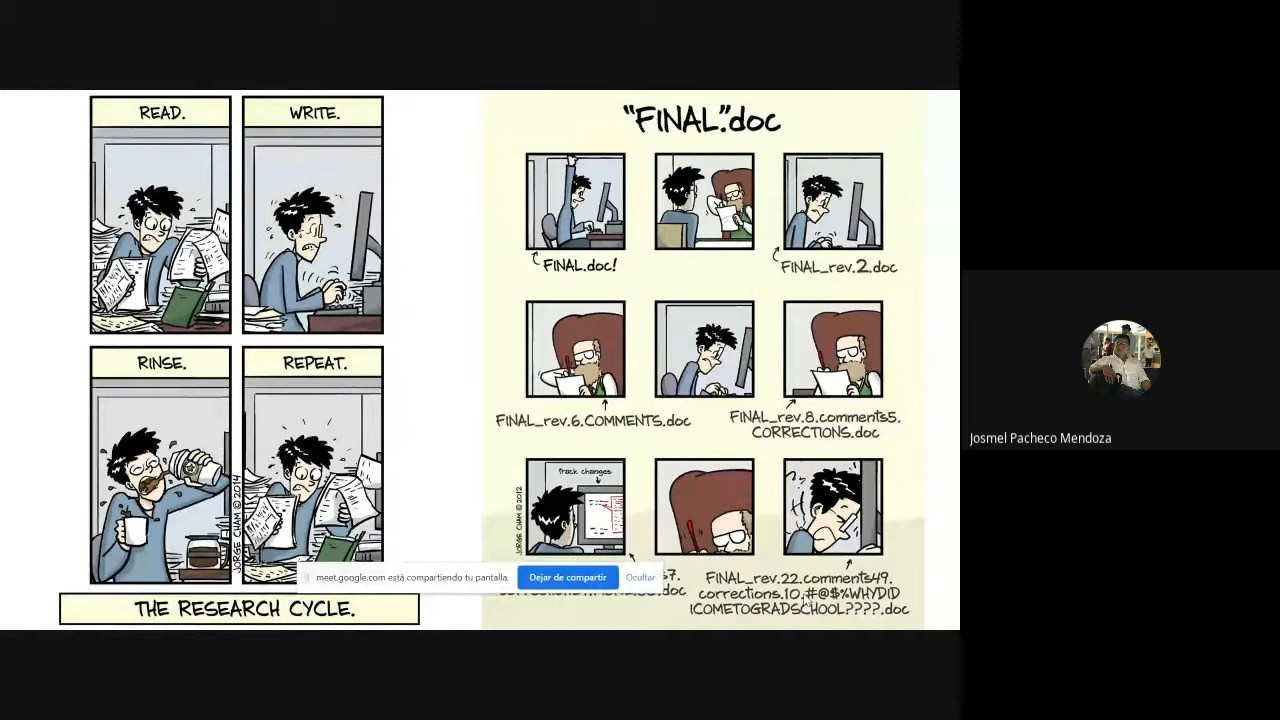 READ.
WRITE.
RINSE.
REPEAT.
JORGE CHAM © 2014
THE RESEARCH CYCLE.
"FINAL".doc
FINAL.doc!
FINAL_rev.2.doc
FINAL_rev.6.COMMENTS.doc
FINAL_rev.8.comments5.
CORRECTIONS.doc
Track changes
JORGE CHAM © 2012
FINAL_rev.22.comments49.
corrections.10.#@$%WHYDID
ICOMETOGRADSCHOOL????.doc
meet.google.com está compartiendo tu pantalla.
Dejar de compartir
Ocultar
Josmel Pacheco Mendoza